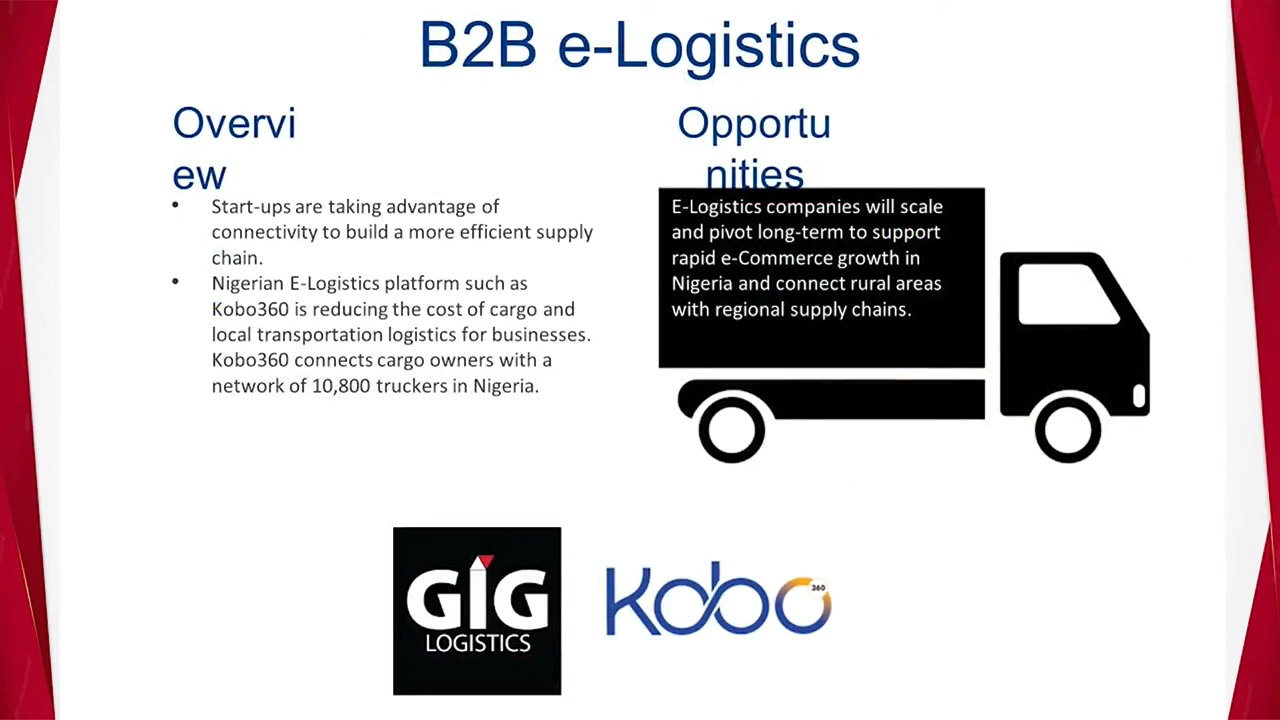 B2B e-Logistics
Overvi
ew
• Start-ups are taking advantage of
connectivity to build a more efficient supply
chain.
• Nigerian E-Logistics platform such as
Kobo360 is reducing the cost of cargo and
local transportation logistics for businesses.
Kobo360 connects cargo owners with a
network of 10,800 truckers in Nigeria.
Opportu
nities
E-Logistics companies will scale
and pivot long-term to support
rapid e-Commerce growth in
Nigeria and connect rural areas
with regional supply chains.
GIG
LOGISTICS
Kobo
360